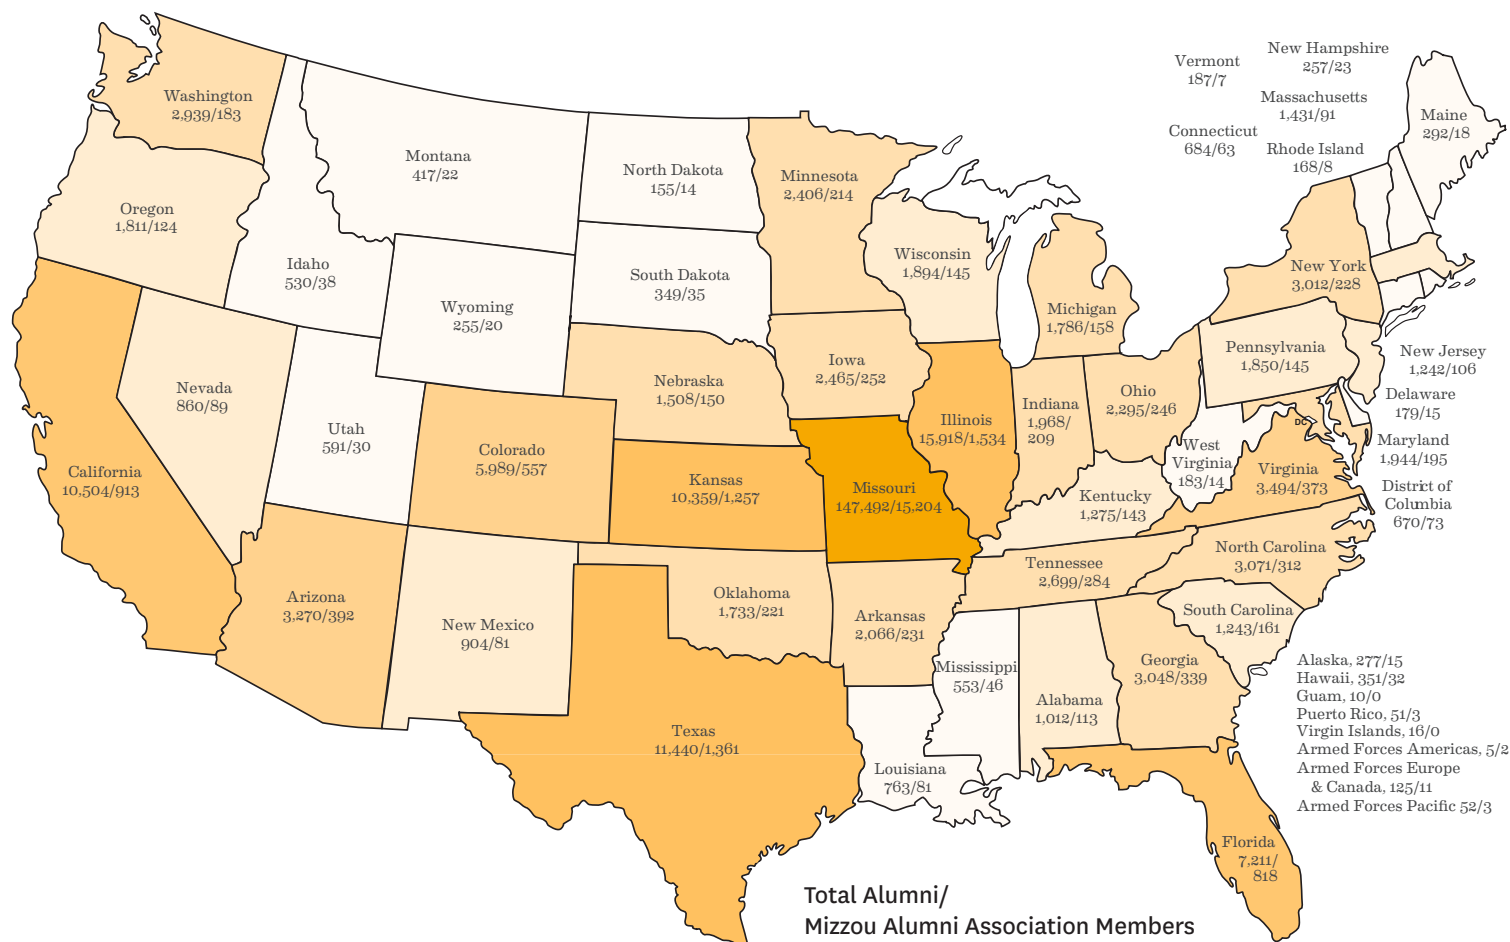 Washington
2,939/183
Oregon
1,811/124
California
10,504/913
Nevada
860/89
Idaho
530/38
Montana
417/22
Wyoming
255/20
Utah
591/30
Arizona
3,270/392
Colorado
5,989/557
New Mexico
904/81
North Dakota
155/14
South Dakota
349/35
Nebraska
1,508/150
Kansas
10,359/1,257
Oklahoma
1,733/221
Texas
11,440/1,361
Minnesota
2,406/214
Iowa
2,465/252
Missouri
147,492/15,204
Arkansas
2,066/231
Louisiana
763/81
Wisconsin
1,894/145
Illinois
15,918/1,534
Michigan
1,786/158
Indiana
1,968/
209
Ohio
2,295/246
Kentucky
1,275/143
Tennessee
2,699/284
Mississippi
553/46
Alabama
1,012/113
Georgia
3,048/339
Florida
7,211/
818
South Carolina
1,243/161
North Carolina
3,071/312
Virginia
3,494/373
West
Virginia
183/14
DC
Pennsylvania
1,850/145
New York
3,012/228
Vermont
187/7
New Hampshire
257/23
Massachusetts
1,431/91
Connecticut
684/63
Rhode Island
168/8
Maine
292/18
New Jersey
1,242/106
Delaware
179/15
Maryland
1,944/195
District of
Columbia
670/73
Alaska, 277/15
Hawaii, 351/32
Guam, 10/0
Puerto Rico, 51/3
Virgin Islands, 16/0
Armed Forces Americas, 5/2
Armed Forces Europe
& Canada, 125/11
Armed Forces Pacific 52/3
Total Alumni/
Mizzou Alumni Association Members